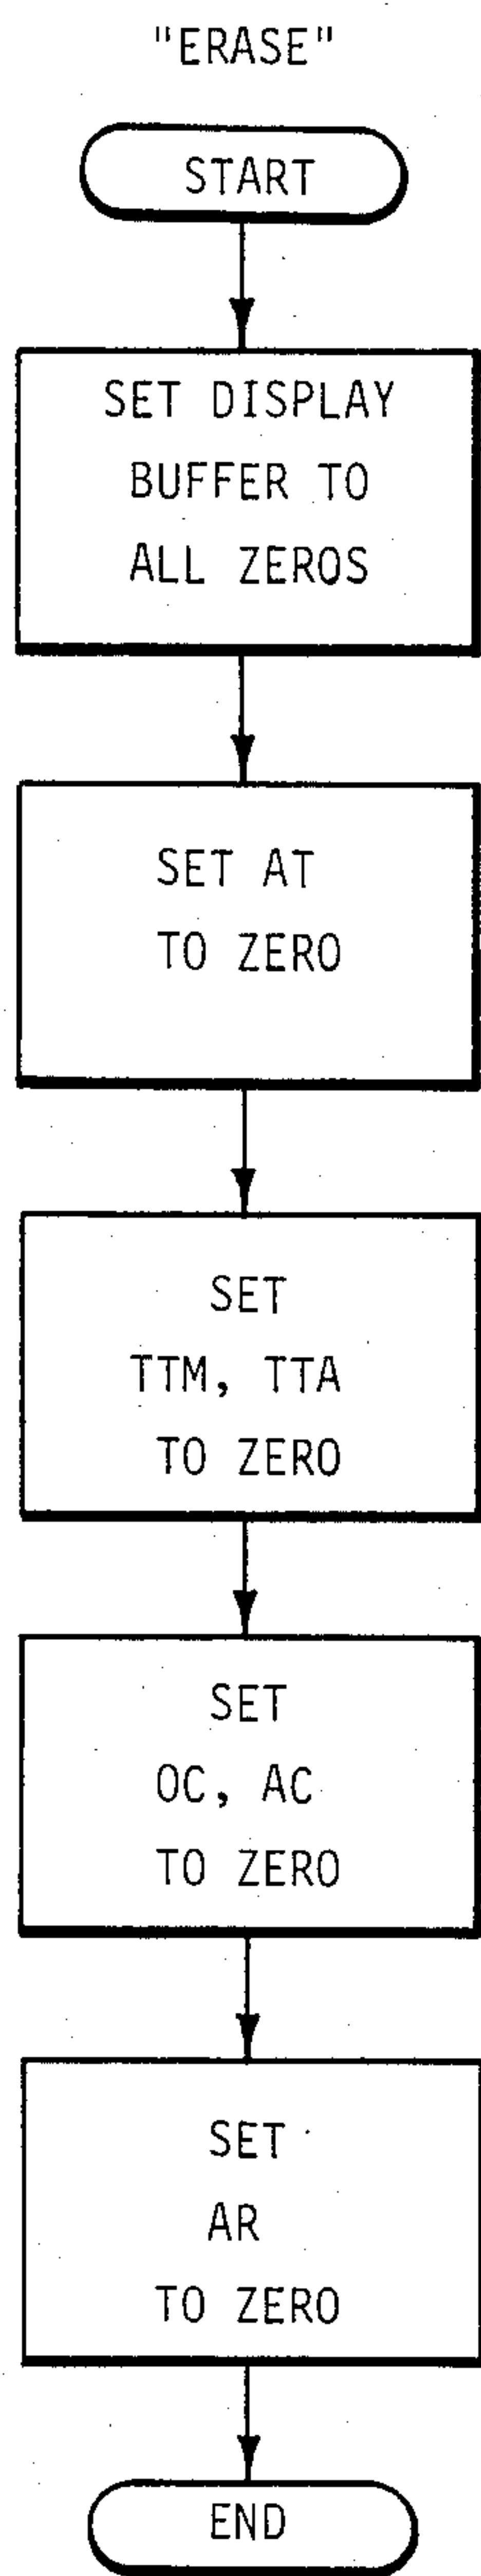 "ERASE"
START
SET DISPLAY
BUFFER TO
ALL ZEROS
SET AT
TO ZERO
SET
TTM, TTA
TO ZERO
SET
OC, AC
TO ZERO
SET
AR
TO ZERO
END